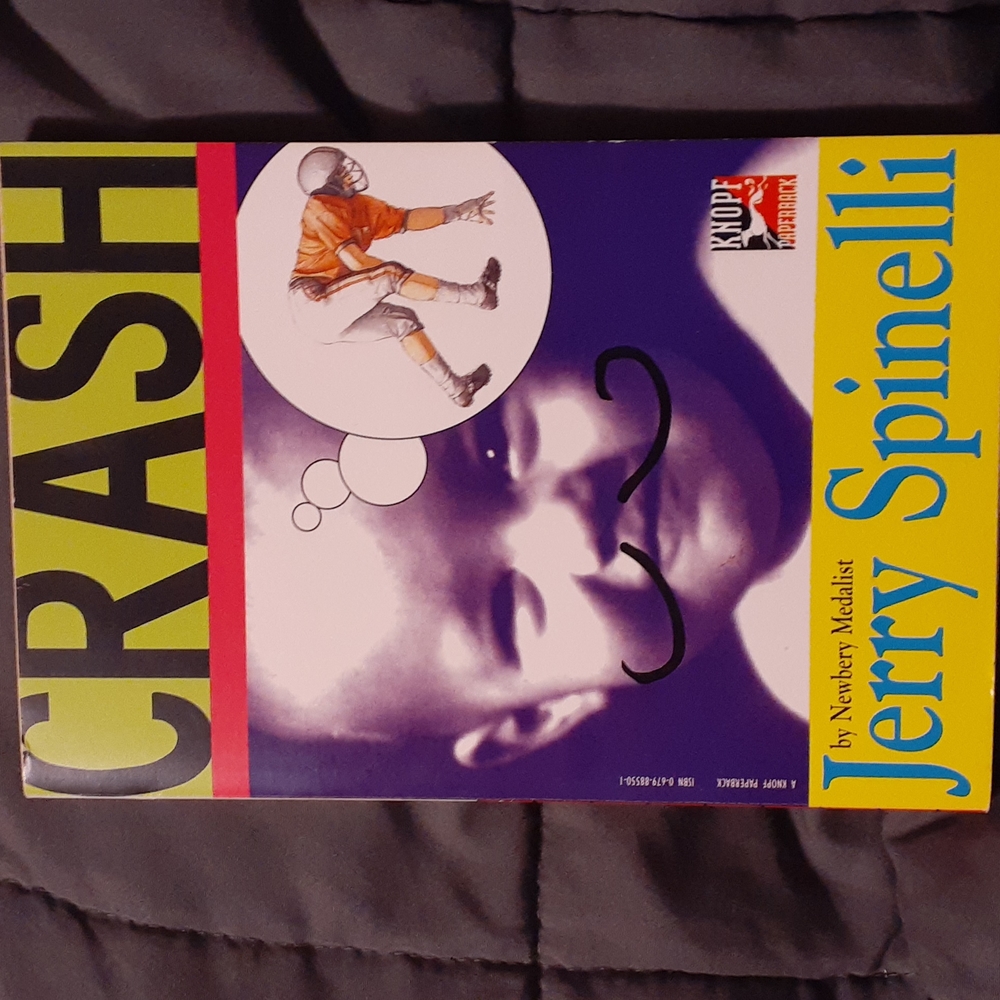 CRASH
KNOPF
PAPERBACK
A KNOPF PAPERBACK ISBN 0-679-88550-1
by Newbery Medalist
Jerry Spinelli